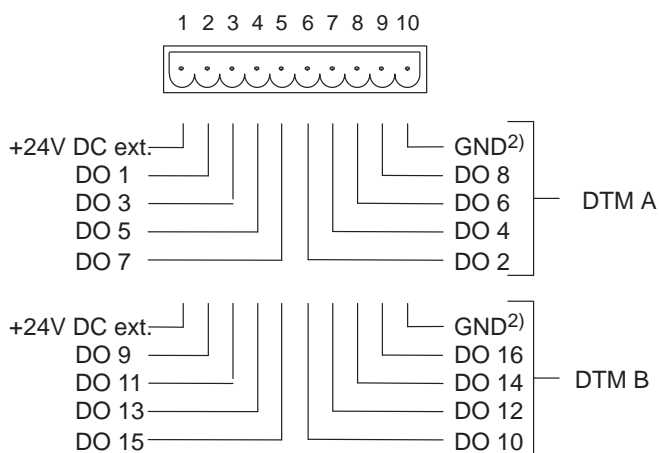 1 2 3 4 5 6 7 8 9 10
+24V DC ext. GND2)
DO 1 DO 8
DO 3 DO 6 DTM A
DO 5 DO 4
DO 7 DO 2
+24V DC ext. GND2)
DO 9 DO 16
DO 11 DO 14 DTM B
DO 13 DO 12
DO 15 DO 10